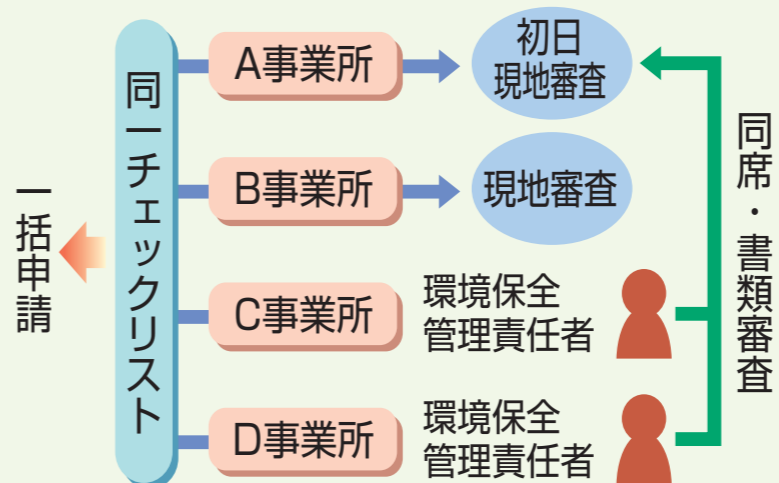 一括申請
同一チェックリスト
A事業所
初日
現地審査
B事業所
現地審査
C事業所
環境保全
管理責任者
D事業所
環境保全
管理責任者
同席・書類審査